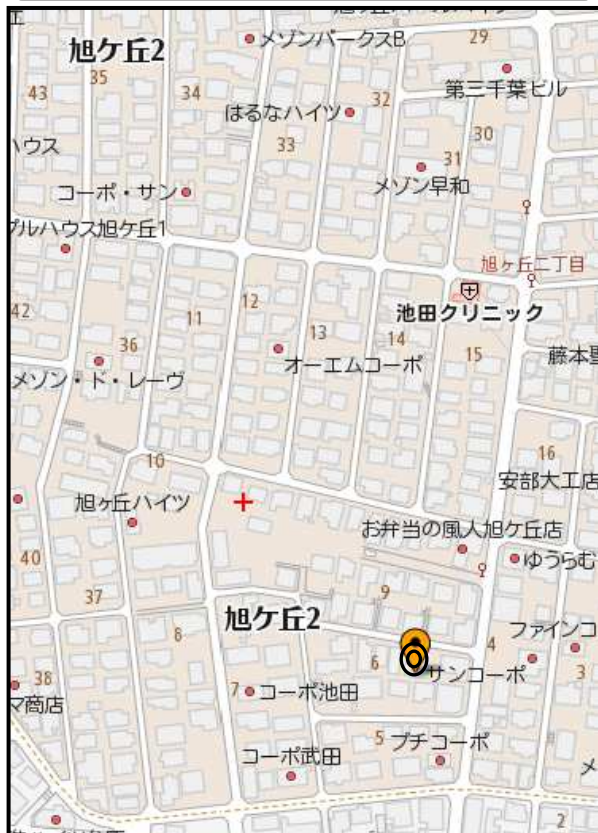 旭ケ丘2
メゾンパークスB
29
35
43
34
32
第三千葉ビル
はるなハイツ
30
33
ハウス
31
メゾン早和
コーポ・サン
プルハウス旭ケ丘1
旭ヶ丘二丁目
42
12
池田クリニック
11
13
14
36
15
オーエムコーポ
藤本
メゾン・ド・レーヴ
10
16
安部大工店
旭ヶ丘ハイツ
お弁当の風人旭ケ丘店
40
ゆうらむ
37
9
旭ケ丘2
ファインコ
8
4
6
サンコーポ
3
38
マ商店
7
コーポ池田
5
プチコーポ
コーポ武田
メ
2